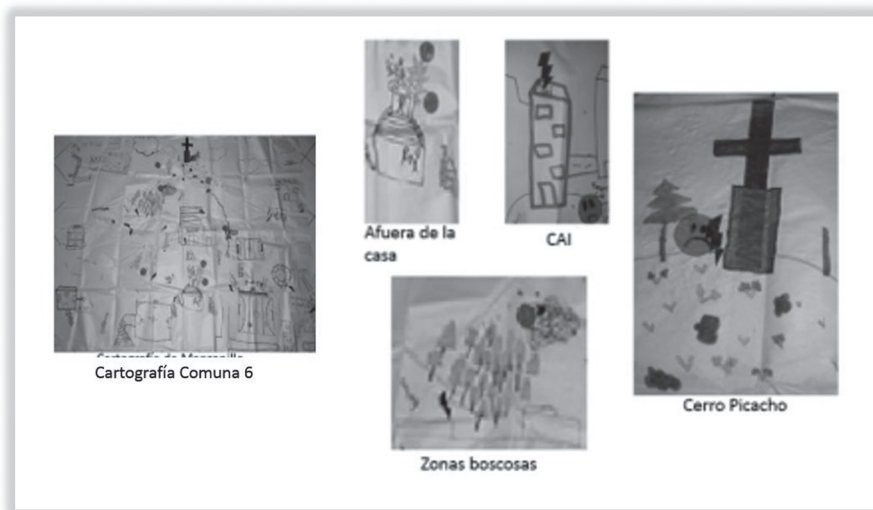 Afuera de la
casa
CAI
Cartografía Comuna 6
Zonas boscosas
Cerro Picacho